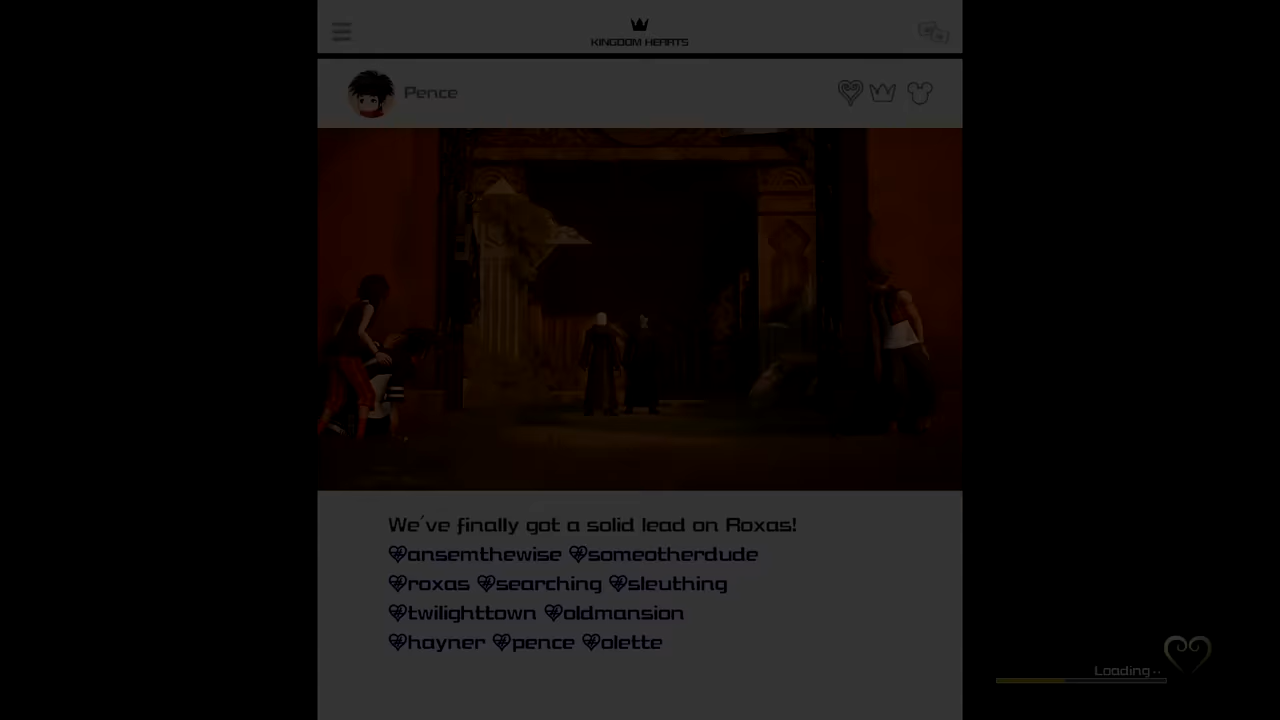 KINGDOM HEARTS
Pence
We've finally got a solid lead on Roxas!
ansemthewise someotherdude
roxas searching sleuthing
twilighttown oldmansion
hayner pence olette
Loading··